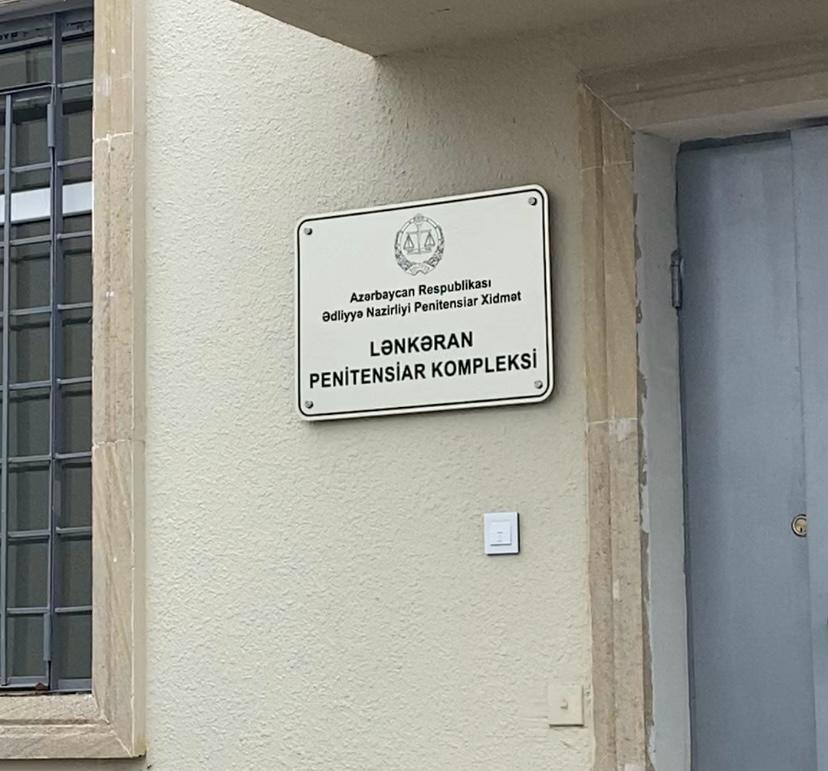 Azərbaycan Respublikası
Ədliyyə Nazirliyi Penitensiar Xidmət
LƏNKƏRAN
PENİTENSİAR KOMPLEKSİ